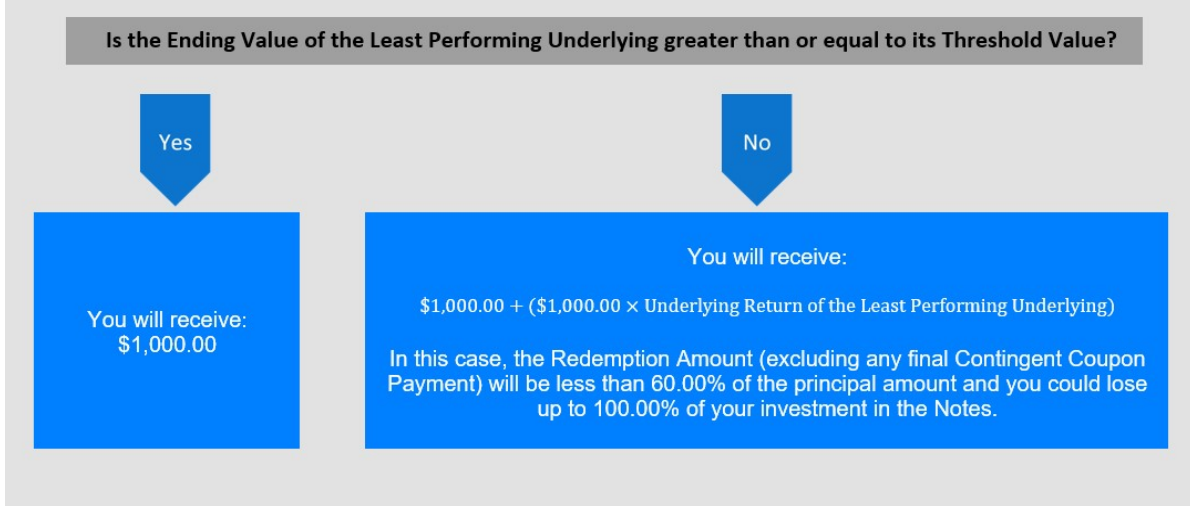 Is the Ending Value of the Least Performing Underlying greater than or equal to its Threshold Value?
Yes
No
You will receive:
$1,000.00
You will receive:
$1,000.00 + ($1,000.00 × Underlying Return of the Least Performing Underlying)
In this case, the Redemption Amount (excluding any final Contingent Coupon
Payment) will be less than 60.00% of the principal amount and you could lose
up to 100.00% of your investment in the Notes.